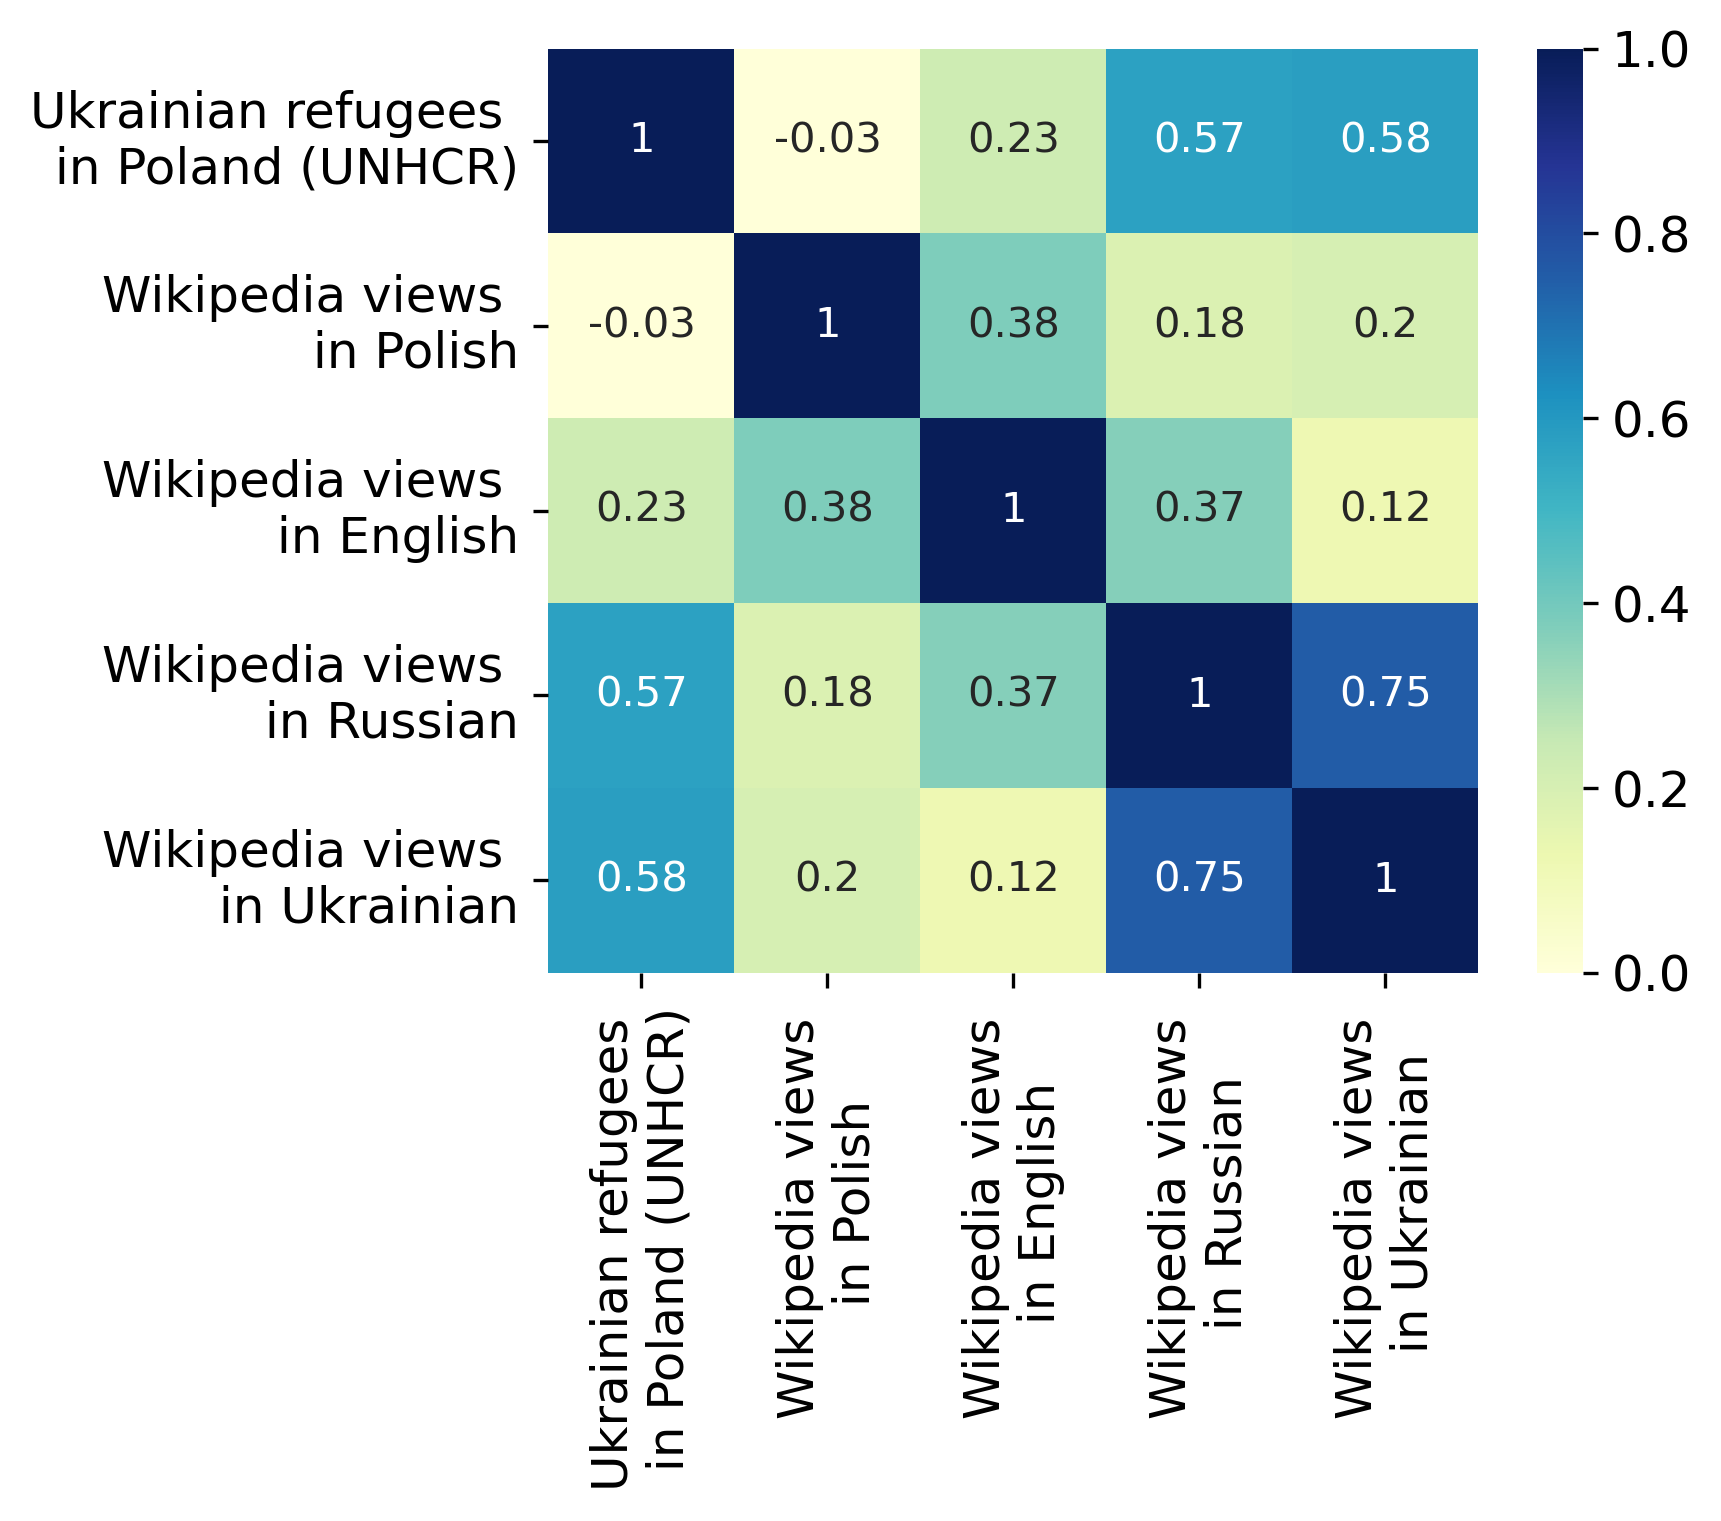 Ukrainian refugees
in Poland (UNHCR)
1
-0.03
0.23
0.57
0.58
Wikipedia views
in Polish
-0.03
1
0.38
0.18
0.2
Wikipedia views
in English
0.23
0.38
1
0.37
0.12
Wikipedia views
in Russian
0.57
0.18
0.37
1
0.75
Wikipedia views
in Ukrainian
0.58
0.2
0.12
0.75
1
1.0
0.8
0.6
0.4
0.2
0.0
Ukrainian refugees
in Poland (UNHCR)
Wikipedia views
in Polish
Wikipedia views
in English
Wikipedia views
in Russian
Wikipedia views
in Ukrainian